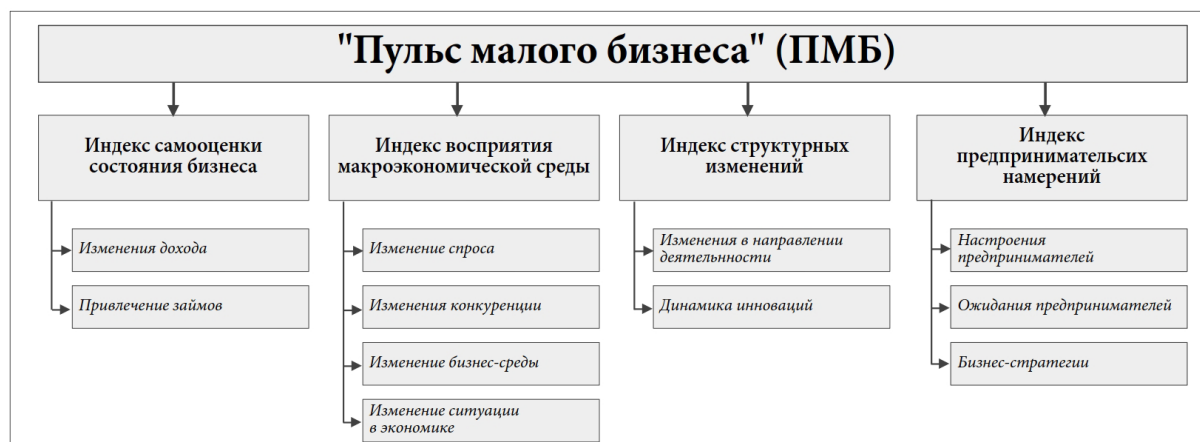 "Пульс малого бизнеса" (ПМБ)
Индекс самооценки
состояния бизнеса
Изменения дохода
Привлечение займов
Индекс восприятия
макроэкономической среды
Изменение спроса
Изменения конкуренции
Изменение бизнес-среды
Изменение ситуации
в экономике
Индекс структурных
изменений
Изменения в направлении
деятельнности
Динамика инноваций
Индекс
предпринимательсих
намерений
Настроения
предпринимателей
Ожидания предпринимателей
Бизнес-стратегии